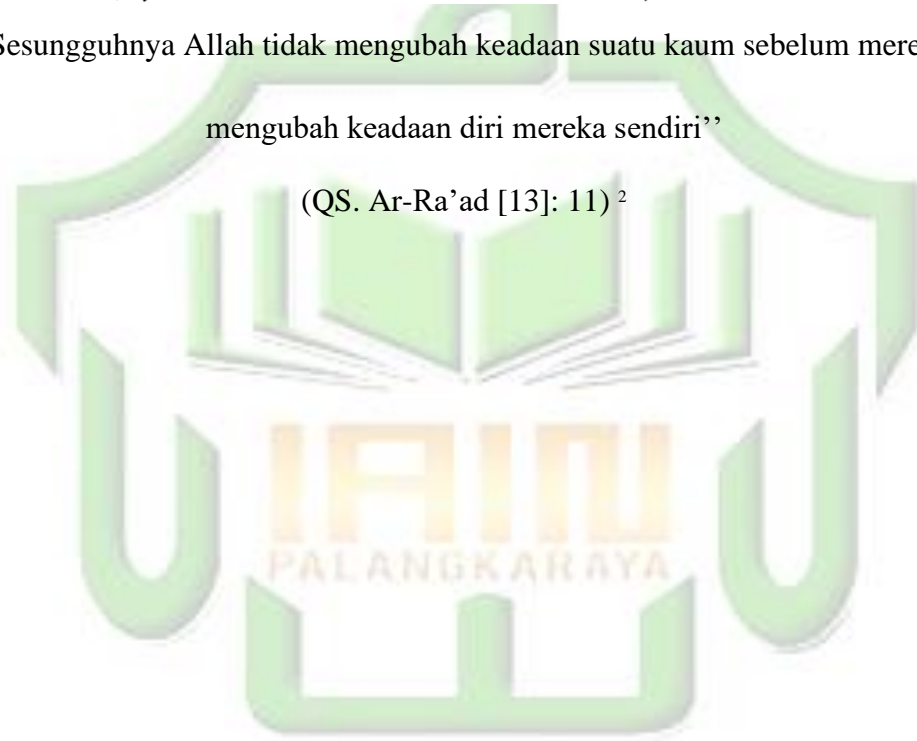 Sesungguhnya Allah tidak mengubah keadaan suatu kaum sebelum
mengubah keadaan diri mereka sendiri’’
(QS. Ar-Ra’ad [13]: 11) ²
IAIN
PALANGKARAYA